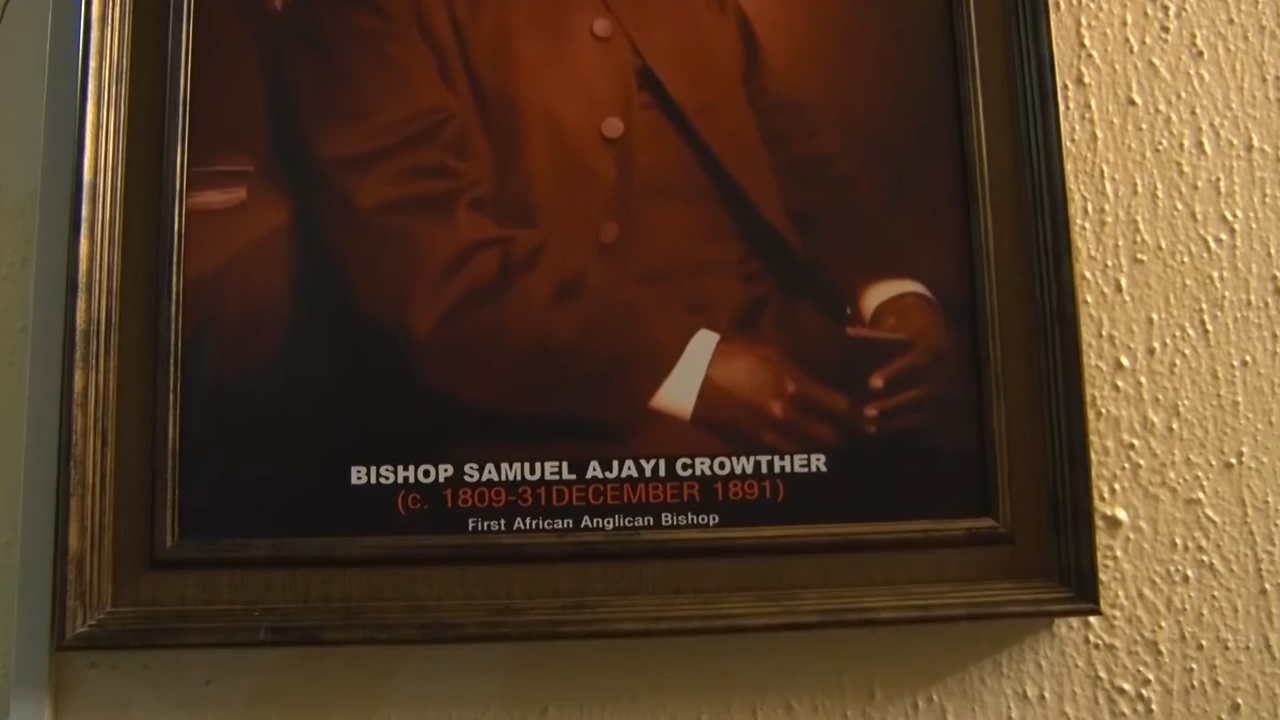 BISHOP SAMUEL AJAYI CROWTHER
(c. 1809-31DECEMBER 1891)
First African Anglican Bishop